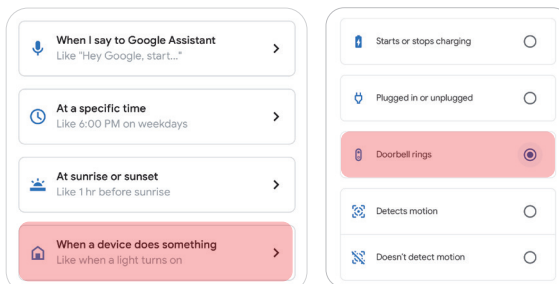 When I say to Google Assistant
Like "Hey Google, start..."
At a specific time
Like 6:00 PM on weekdays
At sunrise or sunset
Like 1 hr before sunrise
When a device does something
Like when a light turns on
Starts or stops charging
Plugged in or unplugged
Doorbell rings
Detects motion
Doesn't detect motion